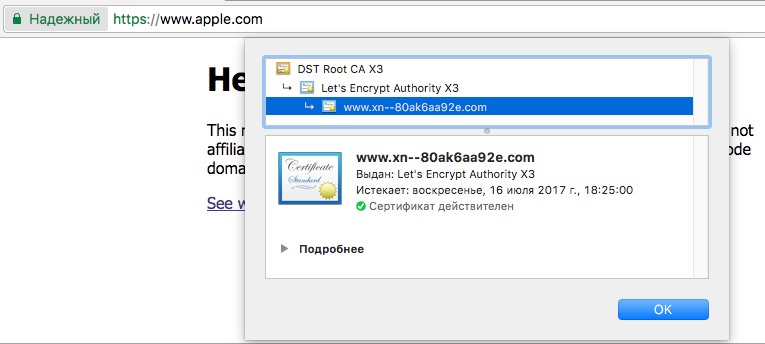 Надежный https://www.apple.com
DST Root CA X3
Let's Encrypt Authority X3
www.xn--80ak6aa92e.com
He
This
not
affilia
ode
doma
See w
Certificate
Standard
www.xn--80ak6aa92e.com
Выдан: Let's Encrypt Authority X3
Истекает: воскресенье, 16 июля 2017 г., 18:25:00
Сертификат действителен
Подробнее
OK